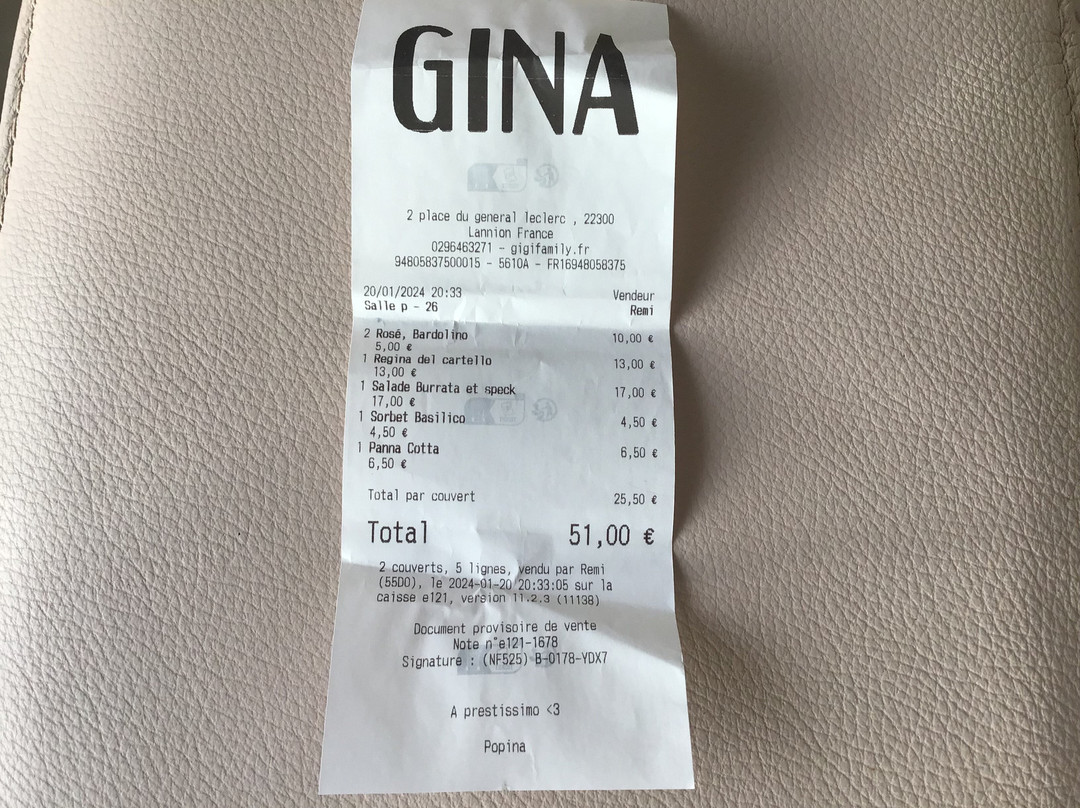 GINA
2 place du general leclerc , 22300
Lannion France
0296463271 - gigifamily.fr
94805837500015 - 5610A - FR16948058375
20/01/2024 20:33 Vendeur
Salle p - 26 Remi
2 Rosé, Bardolino 10,00 €
5,00 €
1 Regina del cartello 13,00 €
13,00 €
1 Salade Burrata et speck 17,00 €
17,00 €
1 Sorbet Basilico 4,50 €
4,50 €
1 Panna Cotta 6,50 €
6,50 €
Total par couvert 25,50 €
Total 51,00 €
2 couverts, 5 lignes, vendu par Remi
(55D0), le 2024-01-20 20:33:05 sur la
caisse e121, version 11.2.3 (11138)
Document provisoire de vente
Note n°e121-1678
Signature : (NF525) B-0178-YDX7
A prestissimo <3
Popina